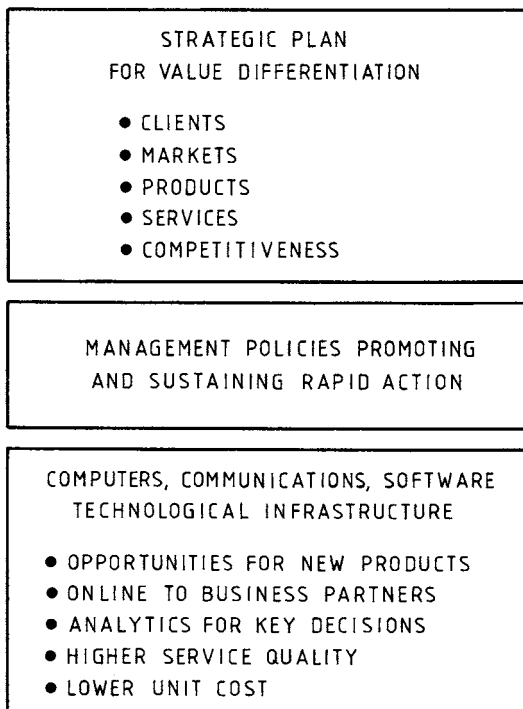 STRATEGIC PLAN
FOR VALUE DIFFERENTIATION
● CLIENTS
● MARKETS
● PRODUCTS
● SERVICES
● COMPETITIVENESS
MANAGEMENT POLICIES PROMOTING
AND SUSTAINING RAPID ACTION
COMPUTERS, COMMUNICATIONS, SOFTWARE
TECHNOLOGICAL INFRASTRUCTURE
● OPPORTUNITIES FOR NEW PRODUCTS
● ONLINE TO BUSINESS PARTNERS
● ANALYTICS FOR KEY DECISIONS
● HIGHER SERVICE QUALITY
● LOWER UNIT COST